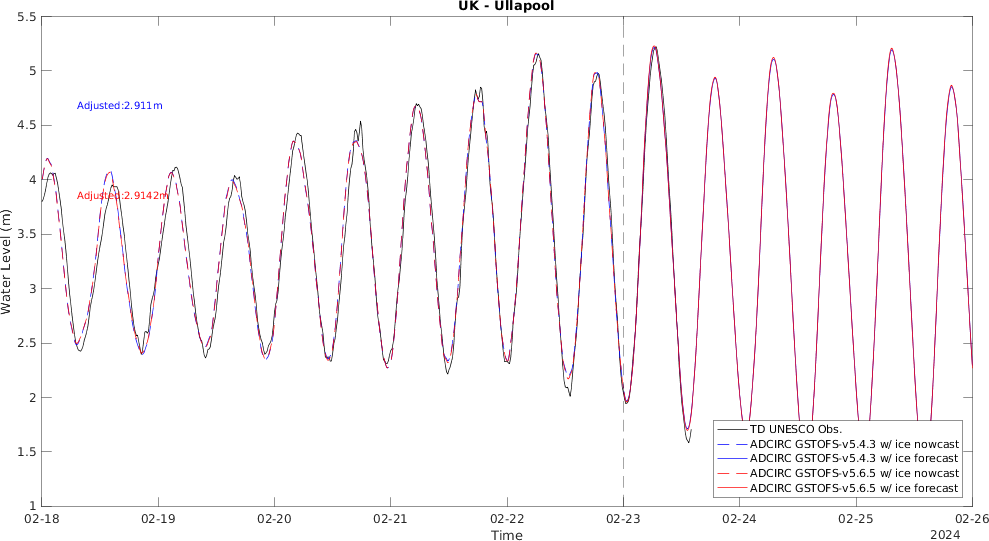 UK - Ullapool
5.5
5
4.5
4
3.5
3
2.5
2
1.5
1
Water Level (m)
Adjusted:2.911m
Adjusted:2.9142m
TD UNESCO Obs.
ADCIRC GSTOFS-v5.4.3 w/ ice nowcast
ADCIRC GSTOFS-v5.4.3 w/ ice forecast
ADCIRC GSTOFS-v5.6.5 w/ ice nowcast
ADCIRC GSTOFS-v5.6.5 w/ ice forecast
02-18 02-19 02-20 02-21 02-22 02-23 02-24 02-25 02-26
Time
2024